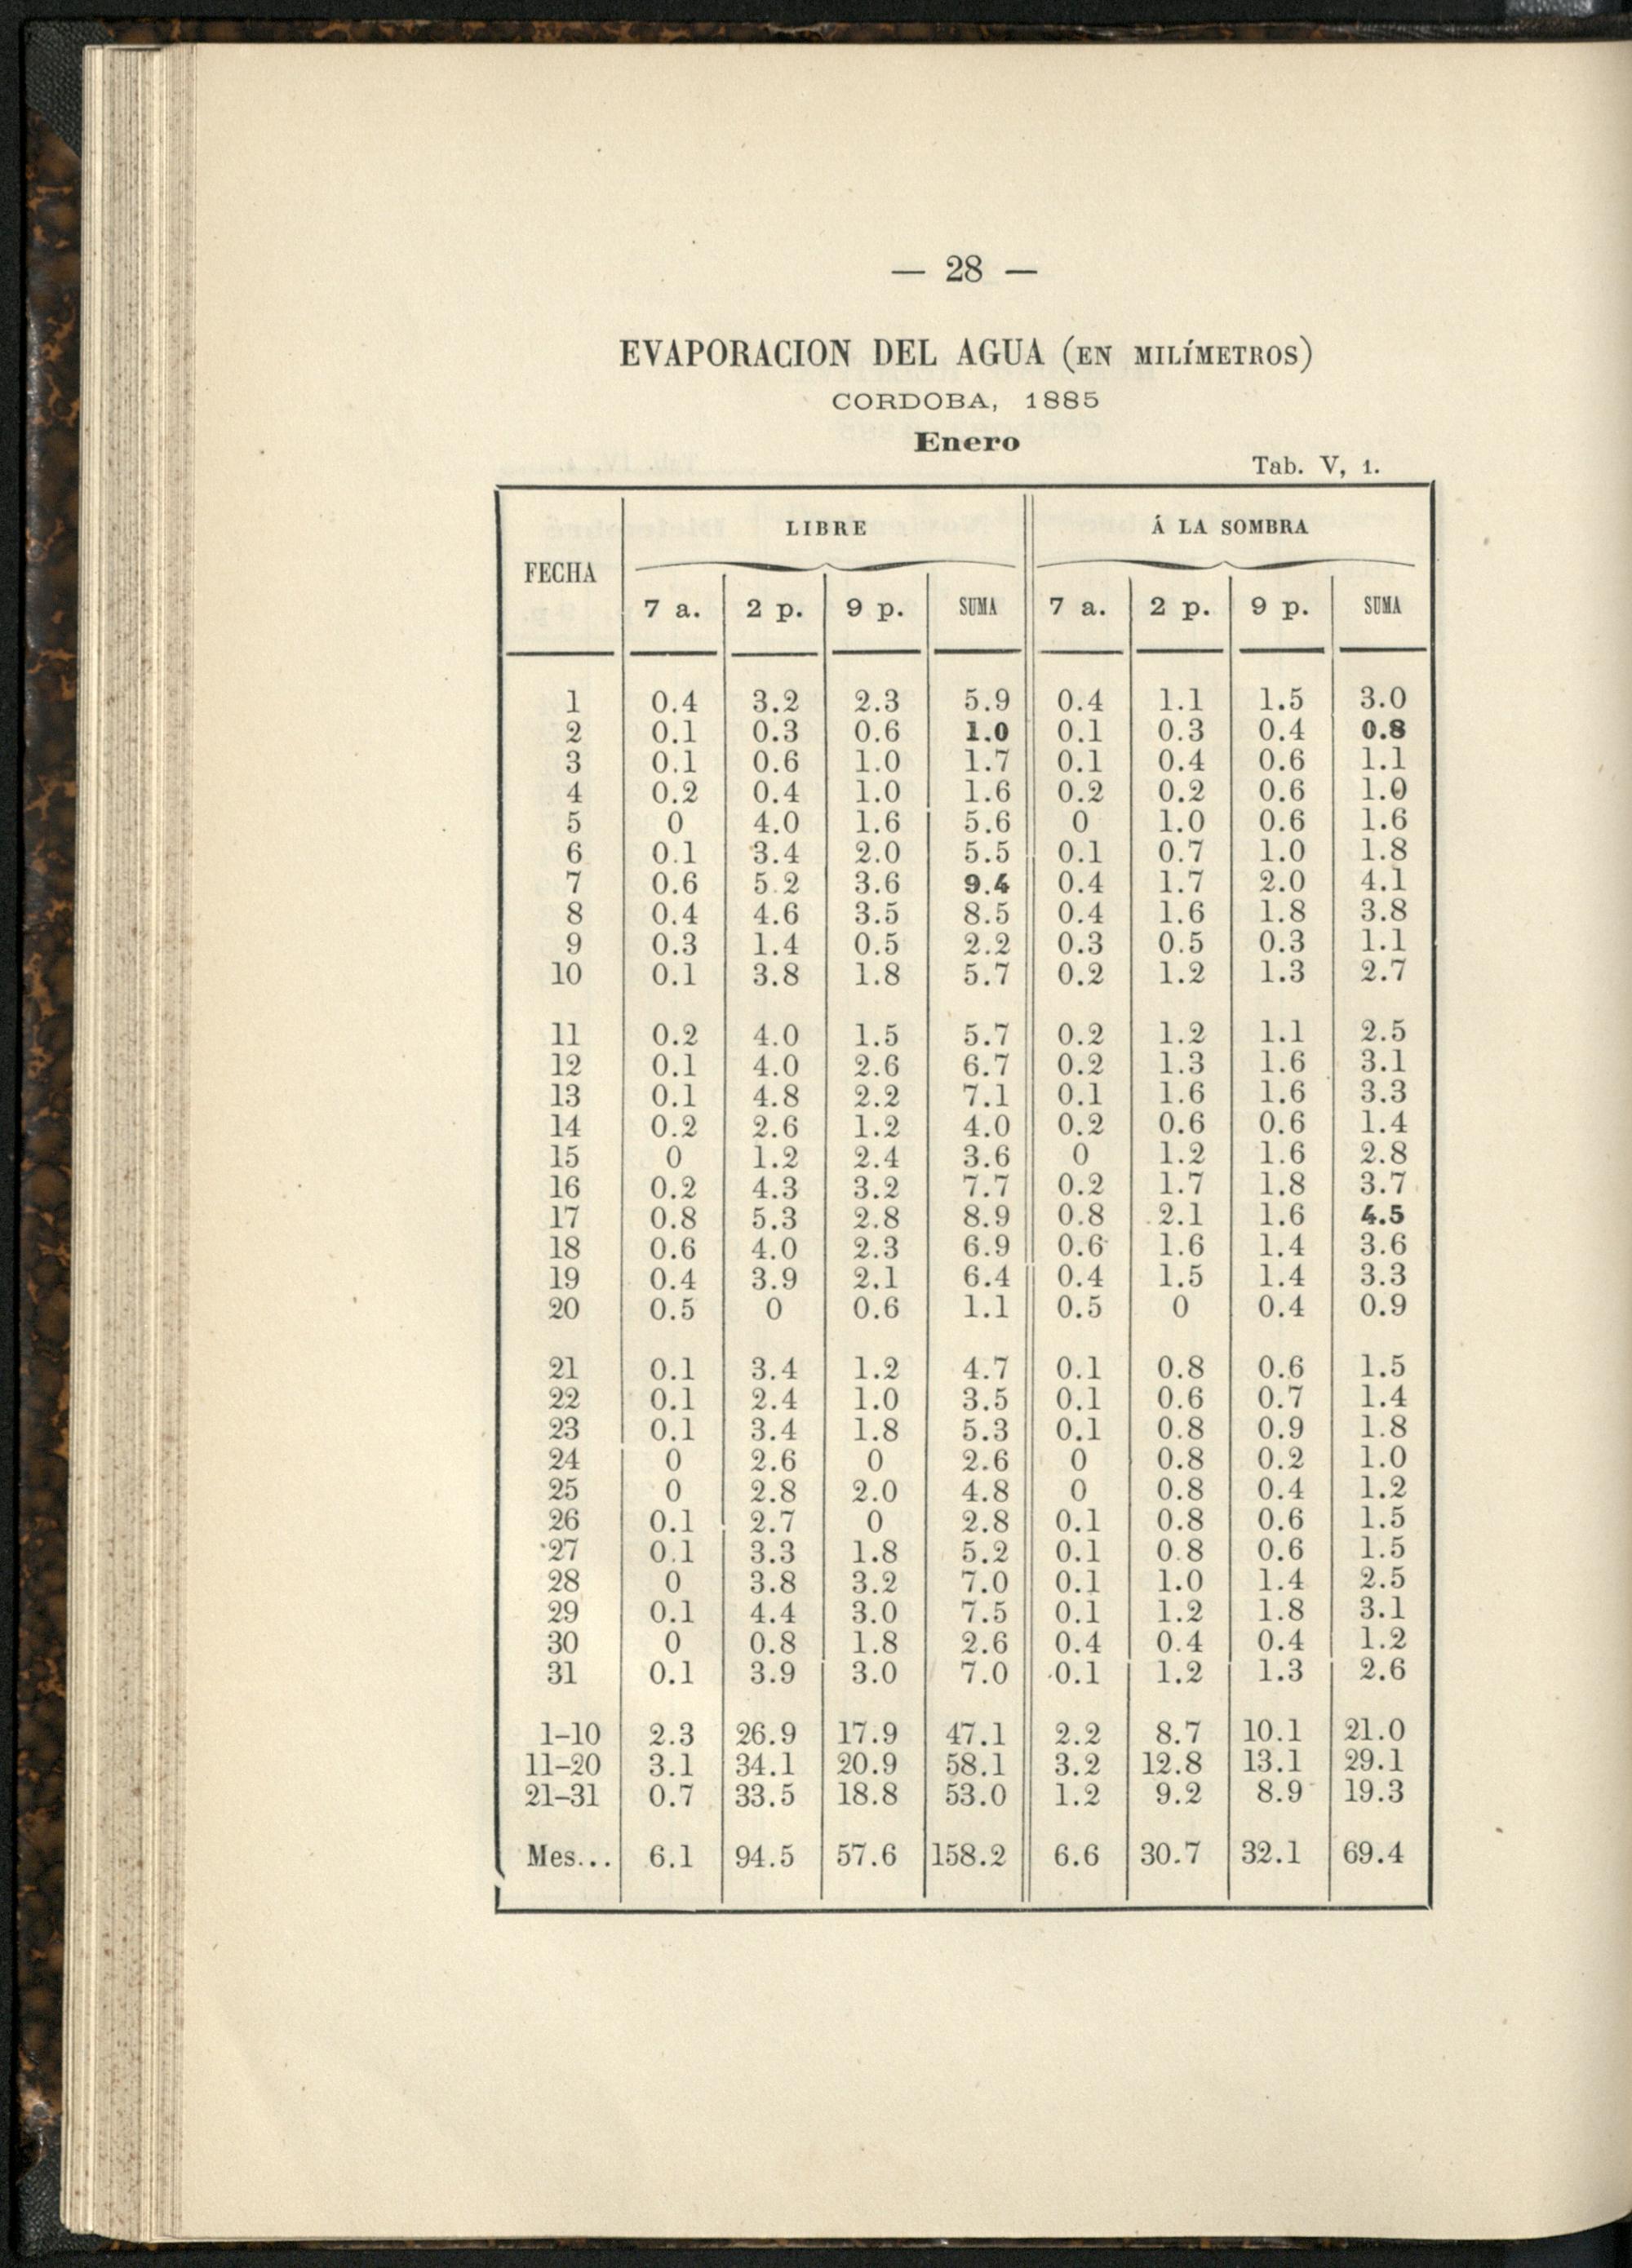 — 28 —
EVAPORACION DEL AGUA (EN MILÍMETROS)
CORDOBA, 1885
Enero
Tab. V, 1.
FECHA LIBRE Á LA SOMBRA
7 a. 2 p. 9 p. SUMA 7 a. 2 p. 9 p. SUMA
1 0.4 3.2 2.3 5.9 0.4 1.1 1.5 3.0
2 0.1 0.3 0.6 1.0 0.1 0.3 0.4 0.8
3 0.1 0.6 1.0 1.7 0.1 0.4 0.6 1.1
4 0.2 0.4 1.0 1.6 0.2 0.2 0.6 1.0
5 0 4.0 1.6 5.6 0 1.0 0.6 1.6
6 0.1 3.4 2.0 5.5 0.1 0.7 1.0 1.8
7 0.6 5.2 3.6 9.4 0.4 1.7 2.0 4.1
8 0.4 4.6 3.5 8.5 0.4 1.6 1.8 3.8
9 0.3 1.4 0.5 2.2 0.3 0.5 0.3 1.1
10 0.1 3.8 1.8 5.7 0.2 1.2 1.3 2.7
11 0.2 4.0 1.5 5.7 0.2 1.2 1.1 2.5
12 0.1 4.0 2.6 6.7 0.2 1.3 1.6 3.1
13 0.1 4.8 2.2 7.1 0.1 1.6 1.6 3.3
14 0.2 2.6 1.2 4.0 0.2 0.6 0.6 1.4
15 0 1.2 2.4 3.6 0 1.2 1.6 2.8
16 0.2 4.3 3.2 7.7 0.2 1.7 1.8 3.7
17 0.8 5.3 2.8 8.9 0.8 2.1 1.6 4.5
18 0.6 4.0 2.3 6.9 0.6 1.6 1.4 3.6
19 0.4 3.9 2.1 6.4 0.4 1.5 1.4 3.3
20 0.5 0 0.6 1.1 0.5 0 0.4 0.9
21 0.1 3.4 1.2 4.7 0.1 0.8 0.6 1.5
22 0.1 2.4 1.0 3.5 0.1 0.6 0.7 1.4
23 0.1 3.4 1.8 5.3 0.1 0.8 0.9 1.8
24 0 2.6 0 2.6 0 0.8 0.2 1.0
25 0 2.8 2.0 4.8 0 0.8 0.4 1.2
26 0.1 2.7 0 2.8 0.1 0.8 0.6 1.5
27 0.1 3.3 1.8 5.2 0.1 0.8 0.6 1.5
28 0 3.8 3.2 7.0 0.1 1.0 1.4 2.5
29 0.1 4.4 3.0 7.5 0.1 1.2 1.8 3.1
30 0 0.8 1.8 2.6 0.4 0.4 0.4 1.2
31 0.1 3.9 3.0 7.0 0.1 1.2 1.3 2.6
1-10 2.3 26.9 17.9 47.1 2.2 8.7 10.1 21.0
11-20 3.1 34.1 20.9 58.1 3.2 12.8 13.1 29.1
21-31 0.7 33.5 18.8 53.0 1.2 9.2 8.9 19.3
Mes... 6.1 94.5 57.6 158.2 6.6 30.7 32.1 69.4